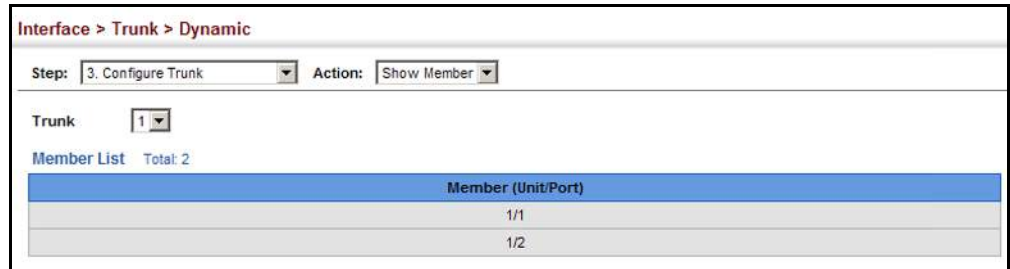 Interface > Trunk > Dynamic
Step: 3. Configure Trunk Action: Show Member
Trunk 1
Member List Total: 2
Member (Unit/Port)
1/1
1/2